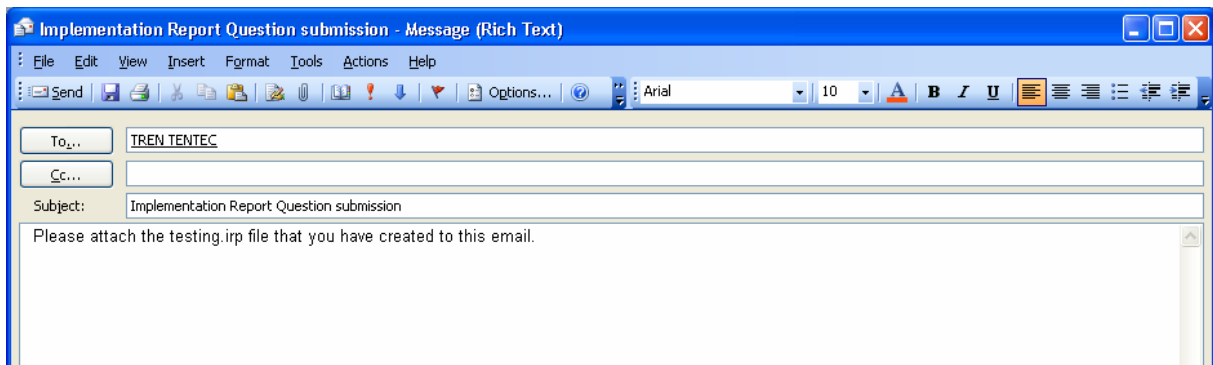 Implementation Report Question submission - Message (Rich Text)
File Edit View Insert Format Tools Actions Help
Send Options... Arial 10 A B I U
To... TREN TENTEC
Cc...
Subject: Implementation Report Question submission
Please attach the testing.irp file that you have created to this email.